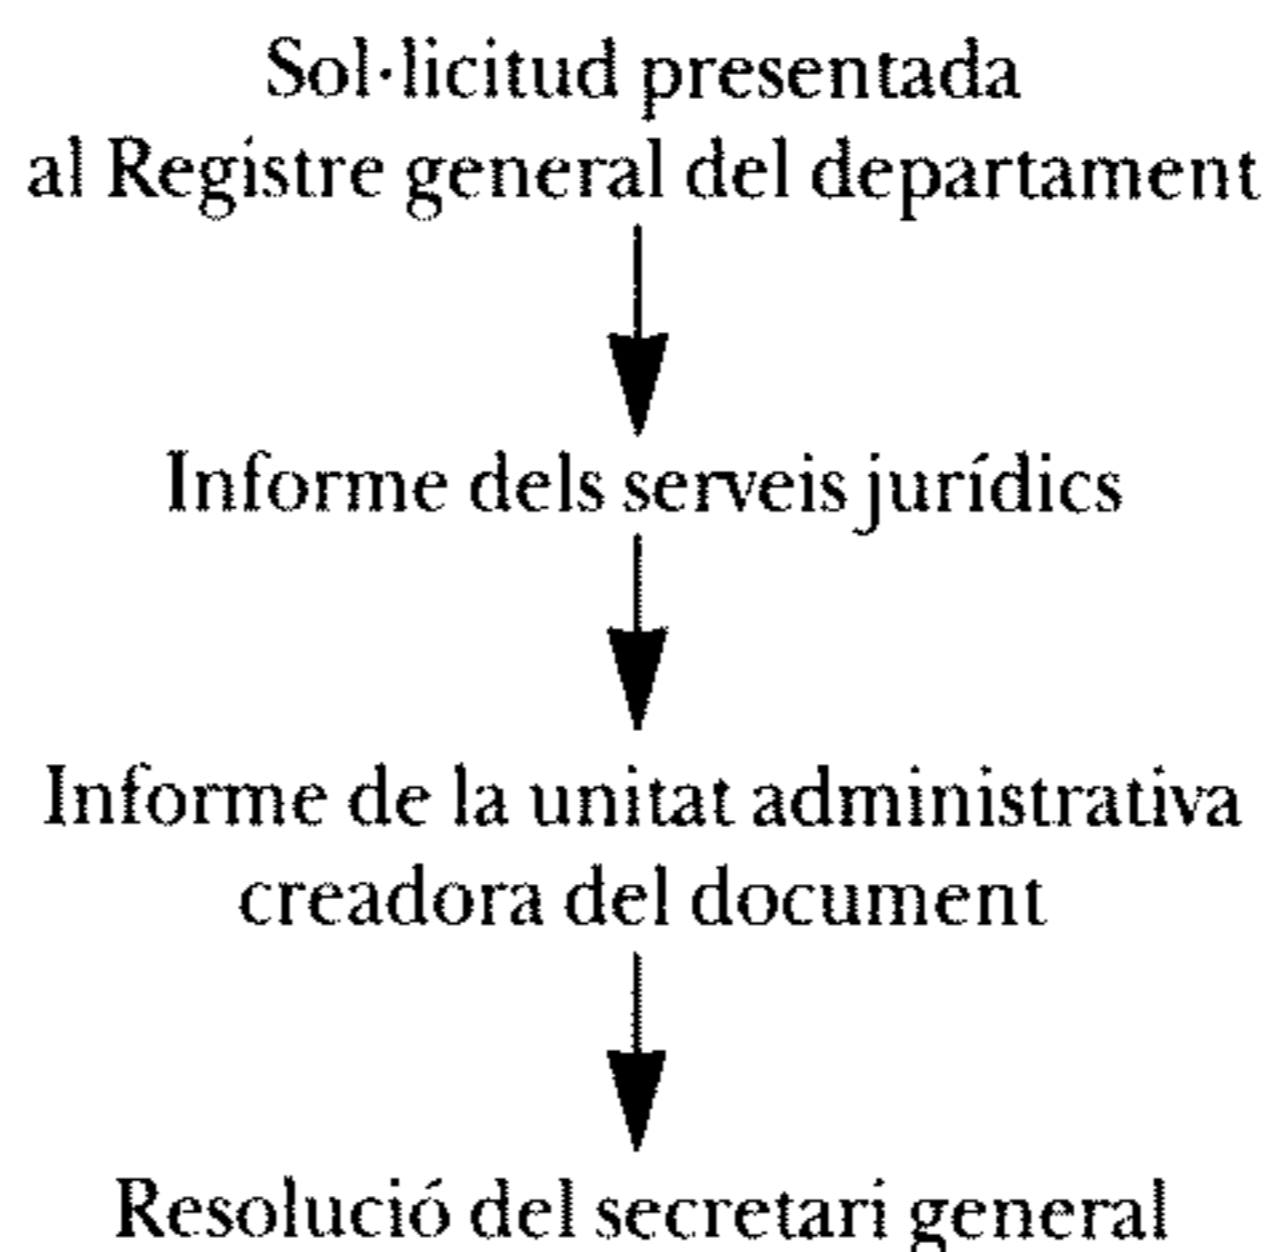 Sol·licitud presentada
al Registre general del departament
Informe dels serveis jurídics
Informe de la unitat administrativa
creadora del document
Resolució del secretari general